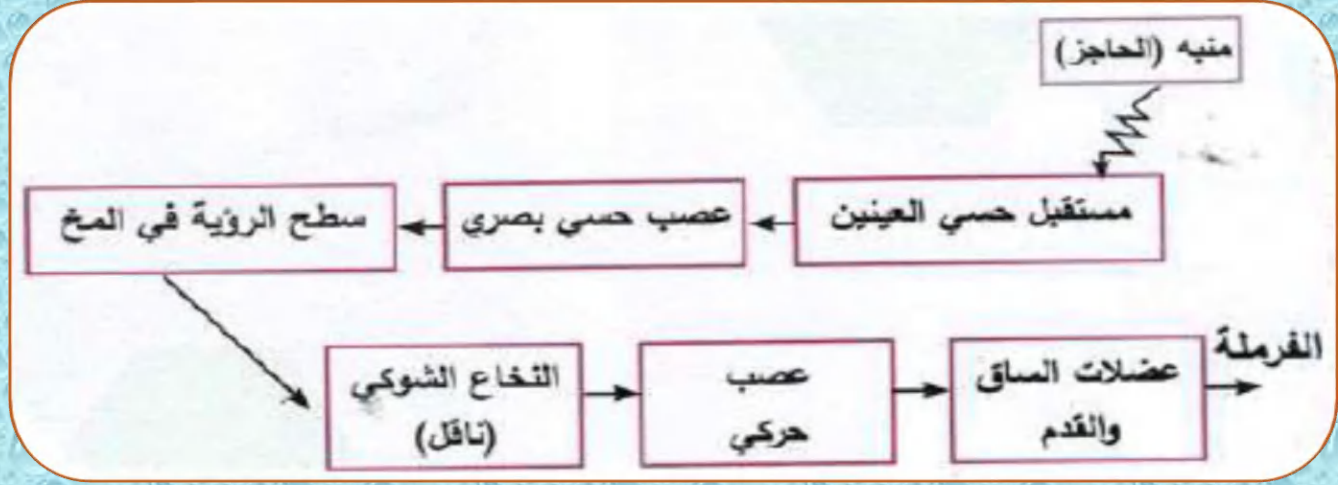 منبه (الحاجز)
مستقبل حسي العينين
عصب حسي بصري
سطح الرؤية في المخ
النخاع الشوكي
(ناقل)
عصب
حركي
عضلات الساق
والقدم
الفرملة